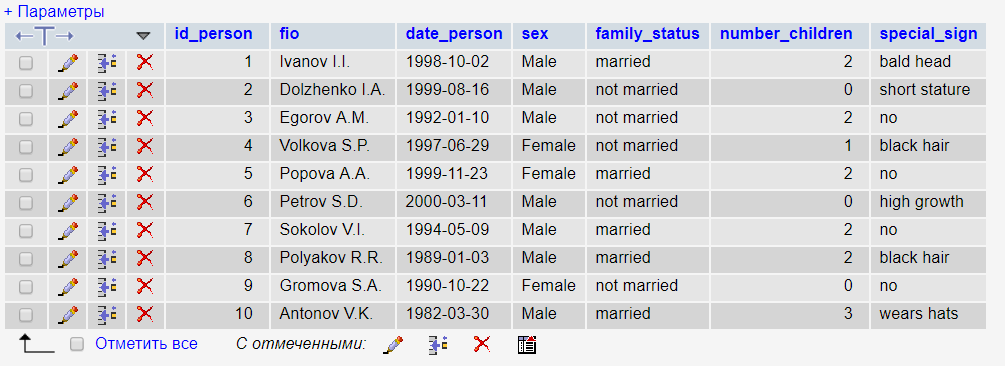 + Параметры
id_person fio date_person sex family_status number_children special_sign
1 Ivanov I.I. 1998-10-02 Male married 2 bald head
2 Dolzhenko I.A. 1999-08-16 Male not married 0 short stature
3 Egorov A.M. 1992-01-10 Male not married 2 no
4 Volkova S.P. 1997-06-29 Female not married 1 black hair
5 Popova A.A. 1999-11-23 Female married 2 no
6 Petrov S.D. 2000-03-11 Male not married 0 high growth
7 Sokolov V.I. 1994-05-09 Male married 2 no
8 Polyakov R.R. 1989-01-03 Male married 2 black hair
9 Gromova S.A. 1990-10-22 Female not married 0 no
10 Antonov V.K. 1982-03-30 Male married 3 wears hats
Отметить все С отмеченными: